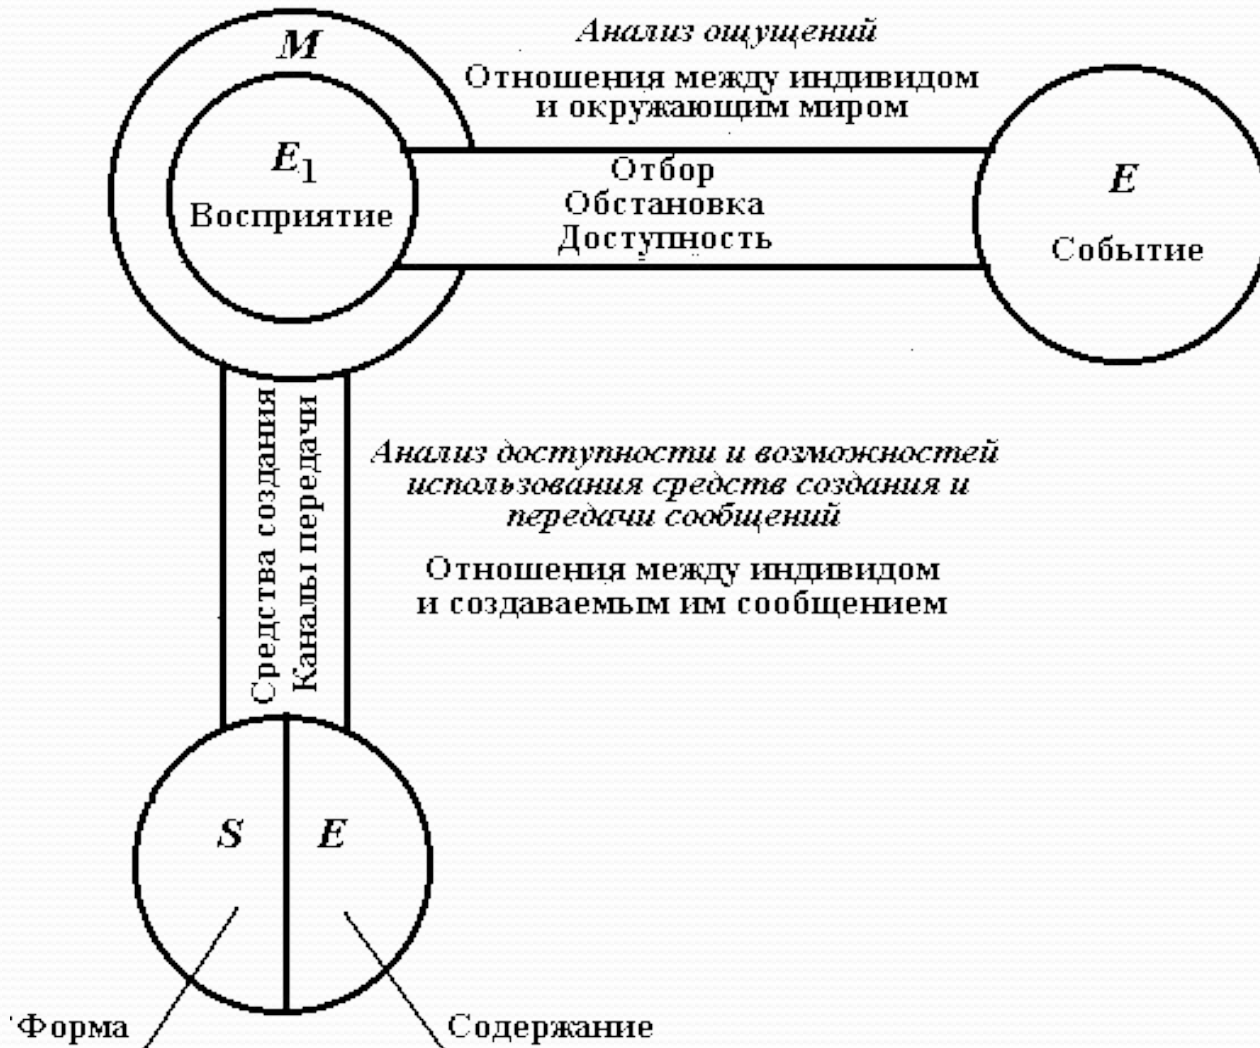 M
Анализ ощущений
Отношения между индивидом
и окружающим миром
E1
Восприятие
Отбор
Обстановка
Доступность
E
Событие
Средства создания
Каналы передачи
Анализ доступности и возможностей
использования средств создания и
передачи сообщений
Отношения между индивидом
и создаваемым им сообщением
S
E
Форма
Содержание